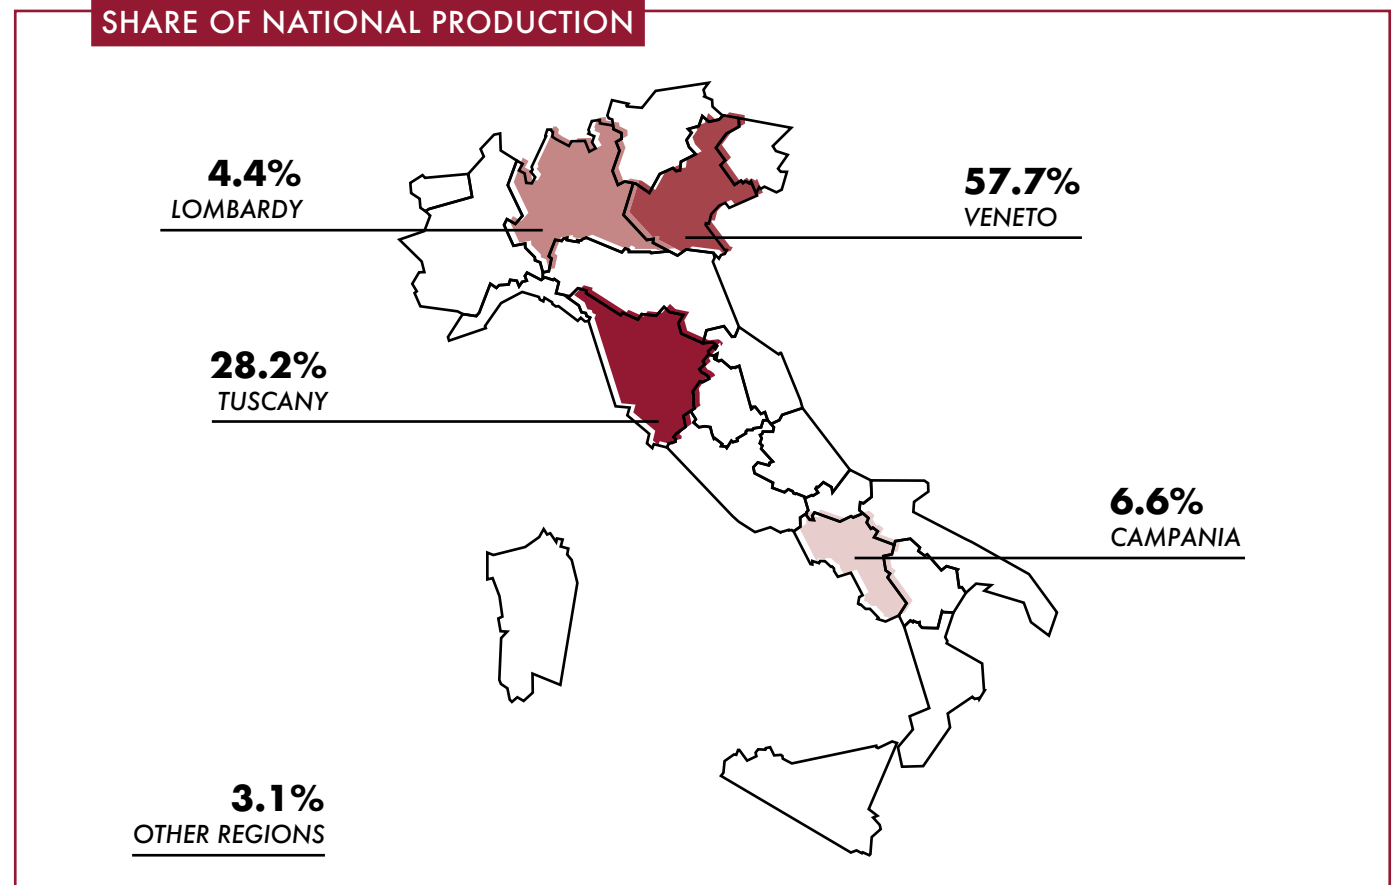 SHARE OF NATIONAL PRODUCTION
4.4%
LOMBARDY
57.7%
VENETO
28.2%
TUSCANY
6.6%
CAMPANIA
3.1%
OTHER REGIONS